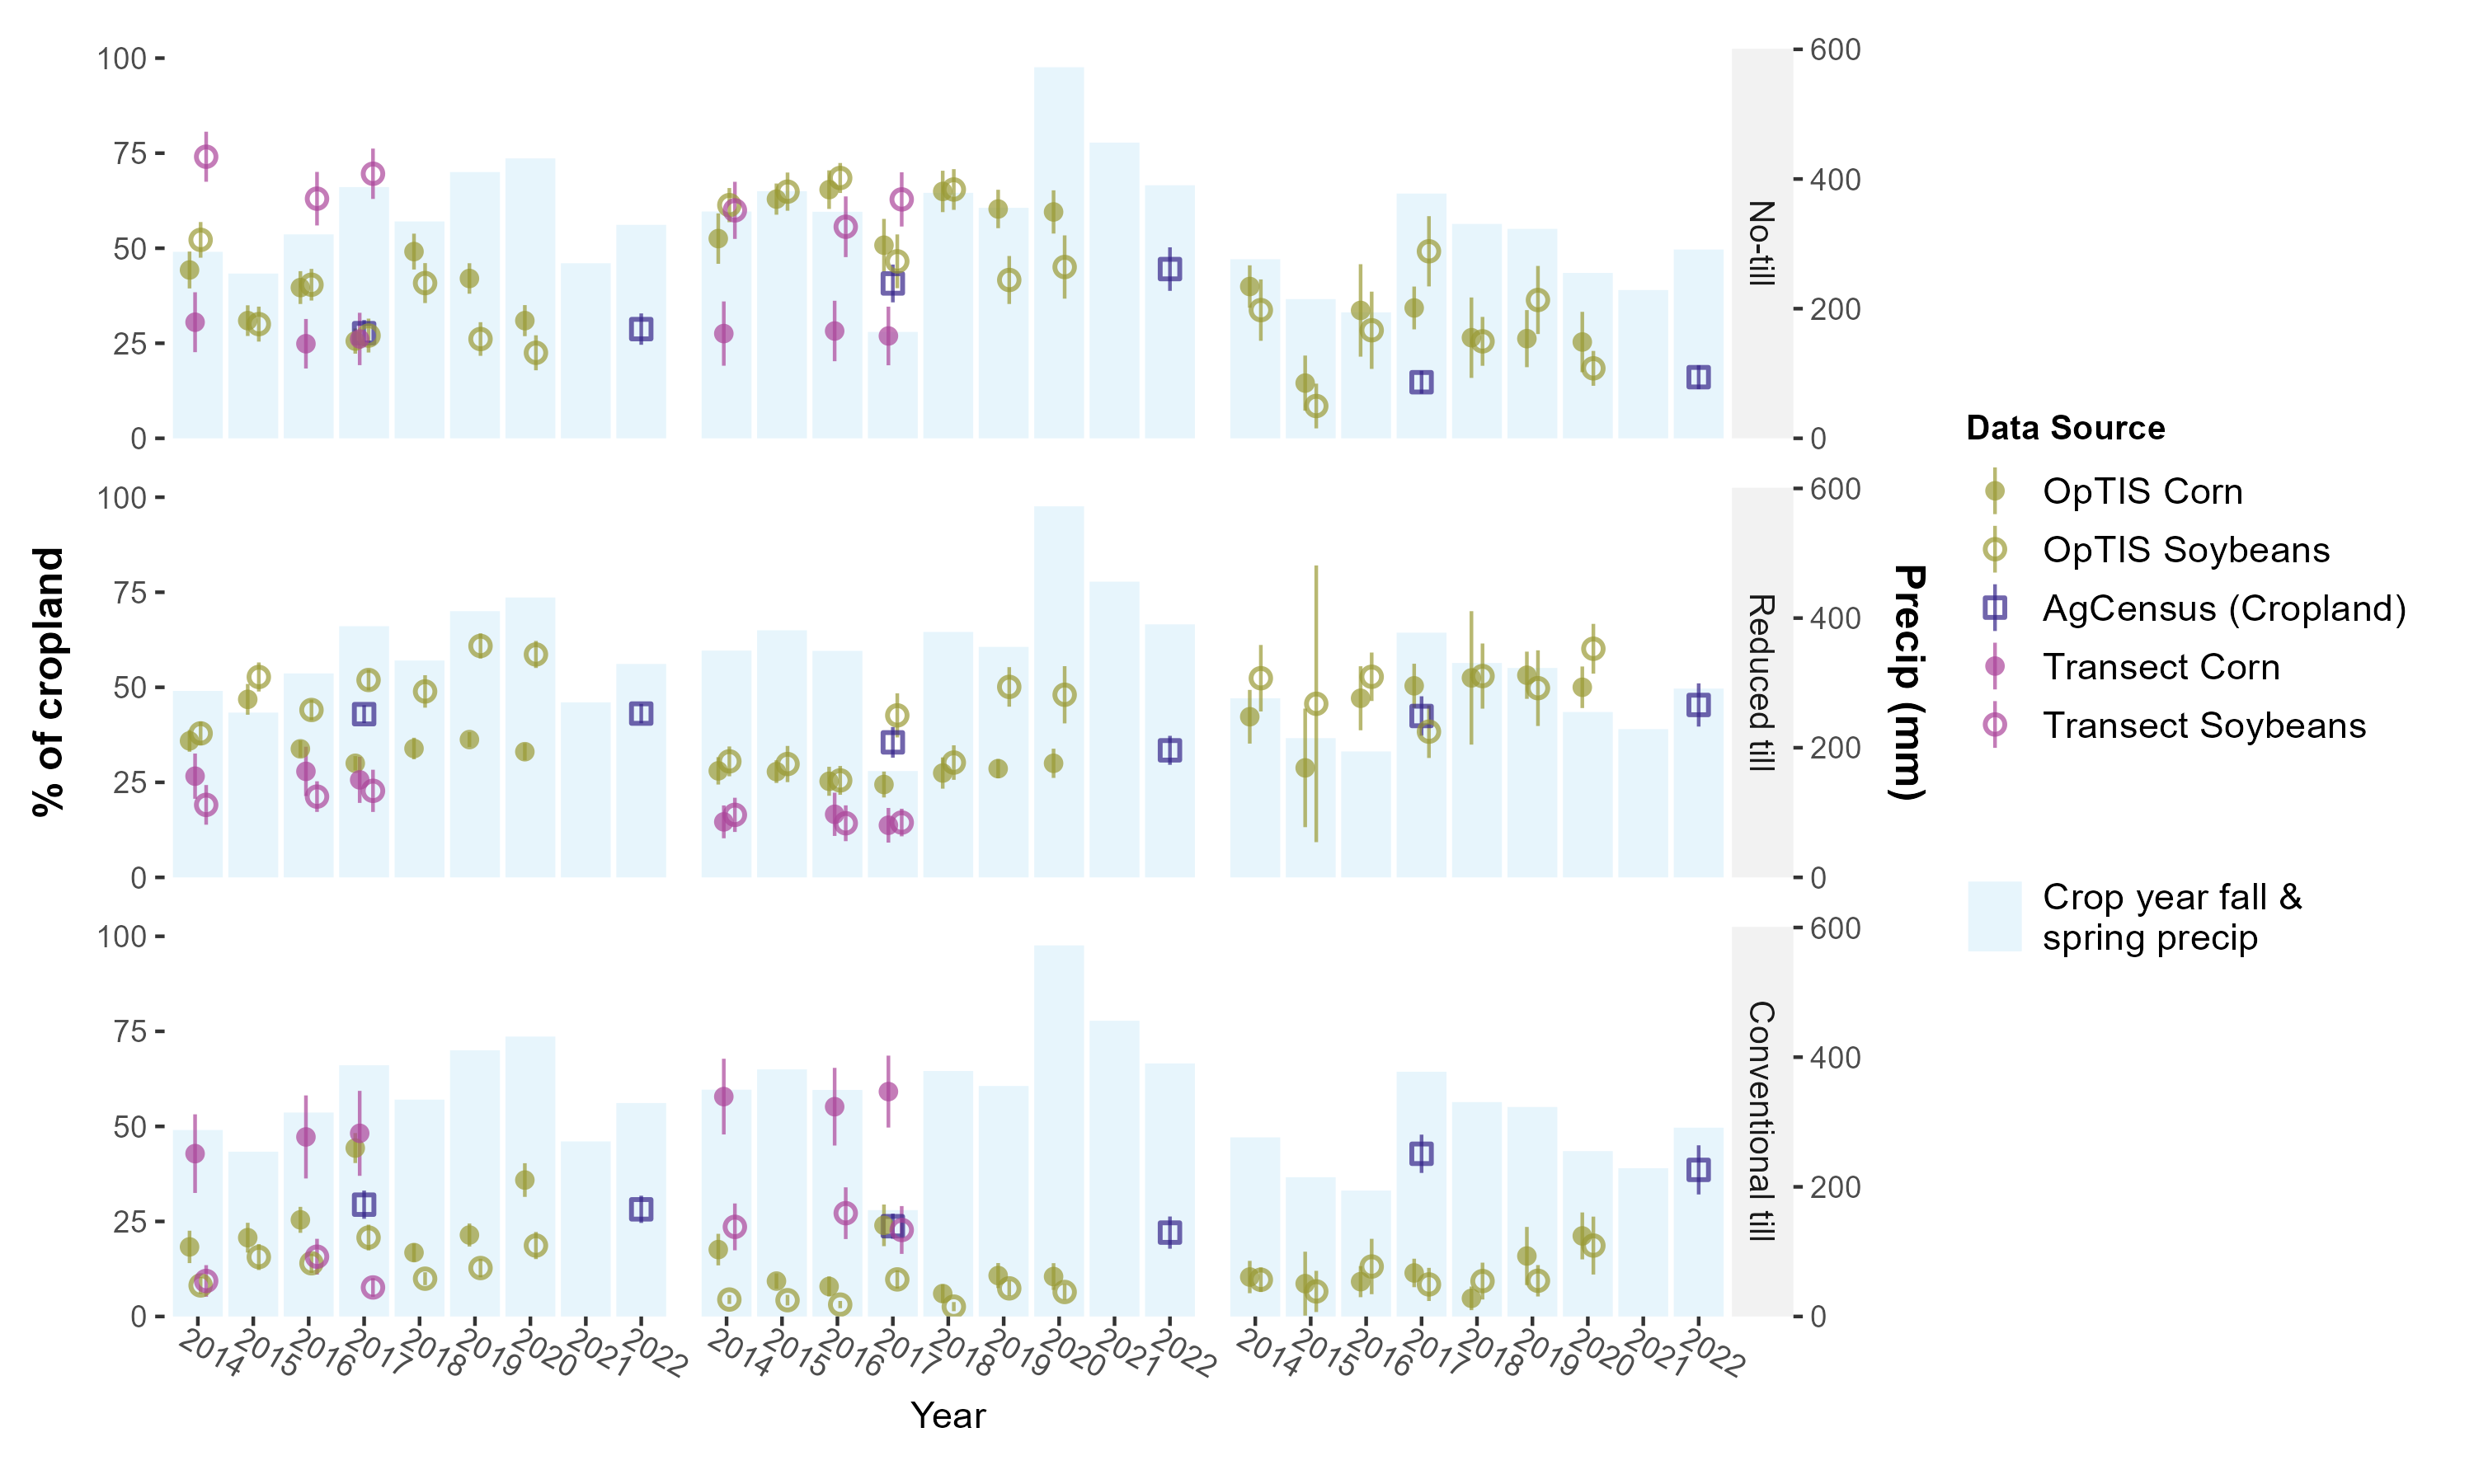 % of cropland
100
75
50
25
0
No-till
600
400
200
0
100
75
50
25
0
Reduced till
600
400
200
0
100
75
50
25
0
Conventional till
600
400
200
0
Precip (mm)
2014 2015 2016 2017 2018 2019 2020 2021 2022
2014 2015 2016 2017 2018 2019 2020 2021 2022
2014 2015 2016 2017 2018 2019 2020 2021 2022
Year
Data Source
OpTIS Corn
OpTIS Soybeans
AgCensus (Cropland)
Transect Corn
Transect Soybeans
Crop year fall &
spring precip